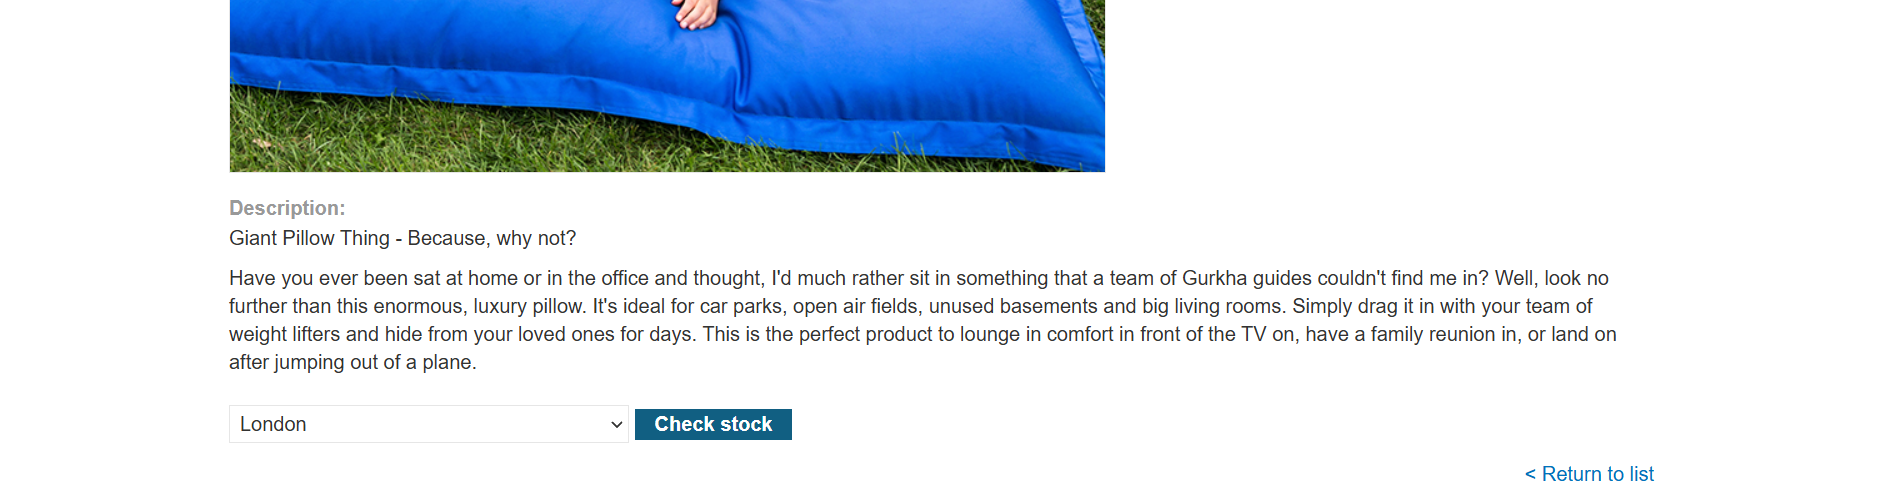 Description:
Giant Pillow Thing - Because, why not?
Have you ever been sat at home or in the office and thought, I'd much rather sit in something that a team of Gurkha guides couldn't find me in? Well, look no
further than this enormous, luxury pillow. It's ideal for car parks, open air fields, unused basements and big living rooms. Simply drag it in with your team of
weight lifters and hide from your loved ones for days. This is the perfect product to lounge in comfort in front of the TV on, have a family reunion in, or land on
after jumping out of a plane.
London
Check stock
< Return to list